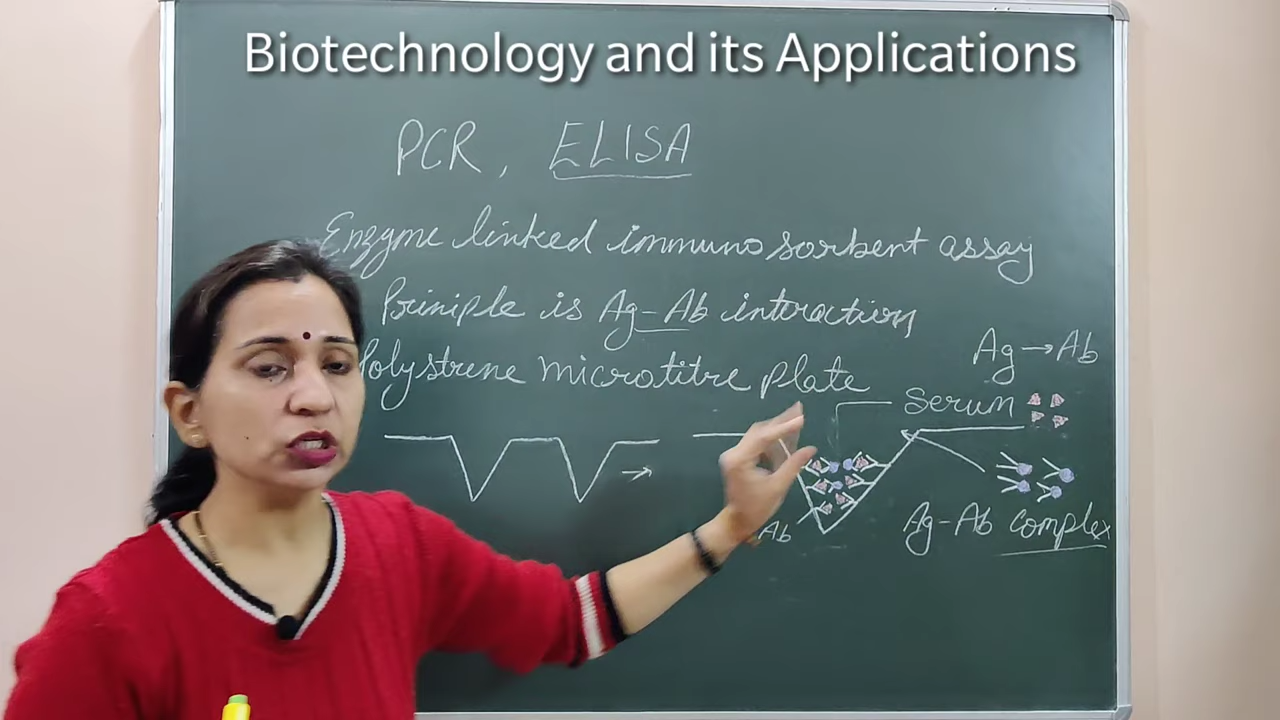 Biotechnology and its Applications
PCR, ELISA
Enzyme linked immuno sorbent assay
Priniple is Ag-Ab interaction
Polystrene microtitre plate
Ag→Ab
Serum
Ab
Ag-Ab complex